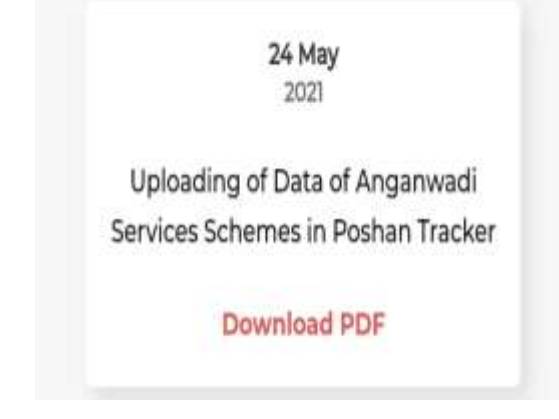 24 May
2021
Uploading of Data of Anganwadi
Services Schemes in Poshan Tracker
Download PDF